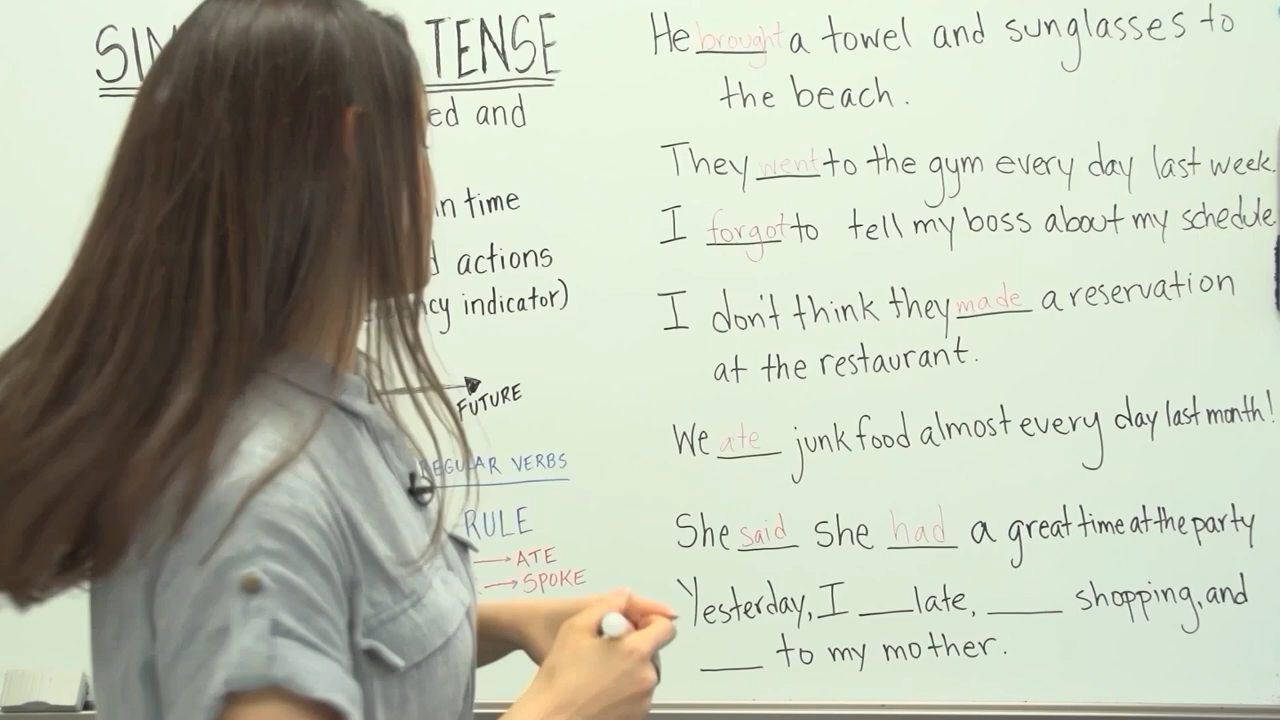 TENSE
ed and
in time
actions
cy indicator)
FUTURE
REGULAR VERBS
RULE
→ ATE
→ SPOKE
He brought a towel and sunglasses to
the beach.
They went to the gym every day last week.
I forgot to tell my boss about my schedule
I don't think they made a reservation
at the restaurant.
We ate junk food almost every day last month!
She said she had a great time at the party
Yesterday, I ___ late, ___ shopping, and
___ to my mother.